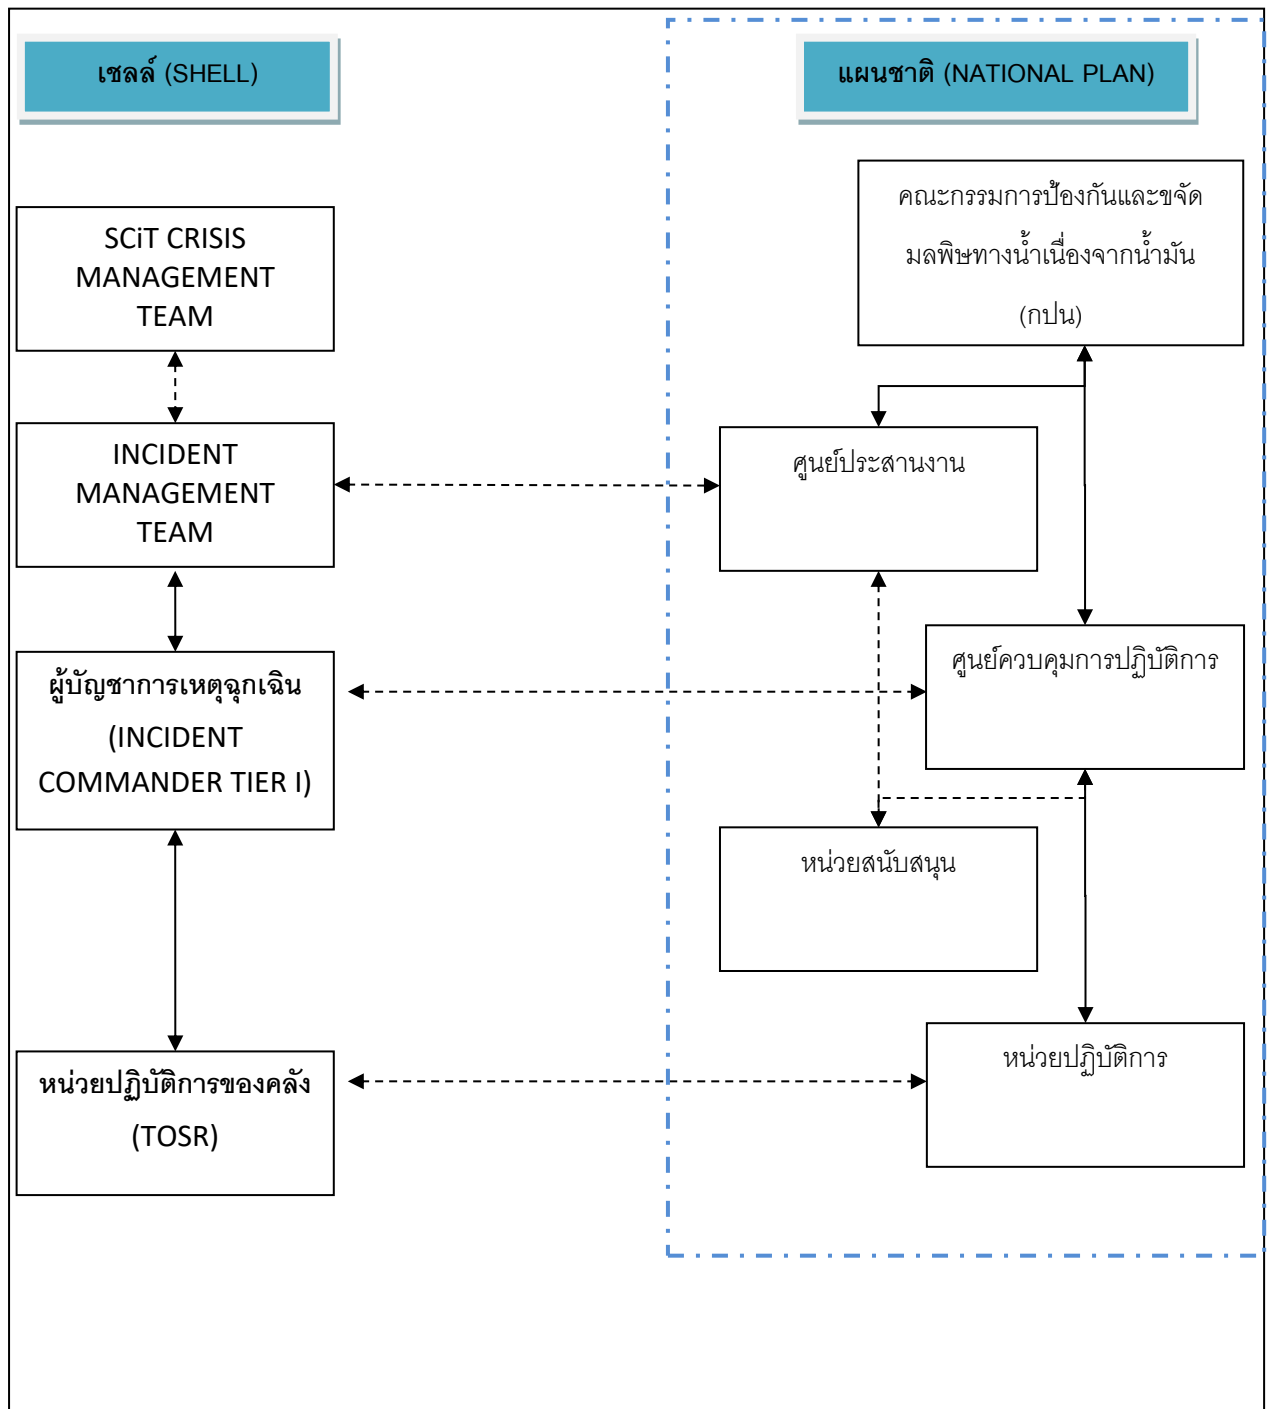 เชลล์ (SHELL)
แผนชาติ (NATIONAL PLAN)
คณะกรรมการป้องกันและขจัด
มลพิษทางน้ำเนื่องจากน้ำมัน
(กปน)
SCiT CRISIS
MANAGEMENT
TEAM
INCIDENT
MANAGEMENT
TEAM
ศูนย์ประสานงาน
ผู้บัญชาการเหตุฉุกเฉิน
(INCIDENT
COMMANDER TIER I)
ศูนย์ควบคุมการปฏิบัติการ
หน่วยสนับสนุน
หน่วยปฏิบัติการของคลัง
(TOSR)
หน่วยปฏิบัติการ